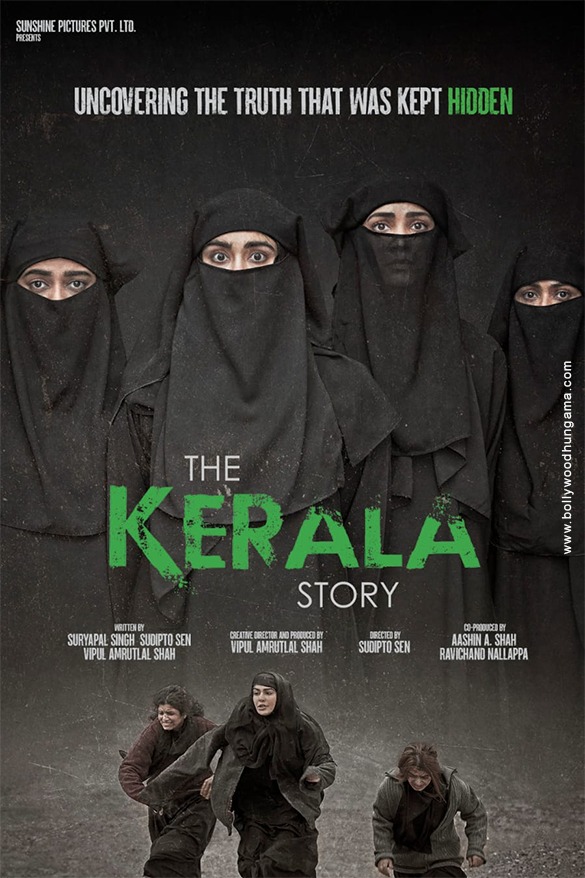 SUNSHINE PICTURES PVT. LTD.
PRESENTS
UNCOVERING THE TRUTH THAT WAS KEPT HIDDEN
www.bollywoodhungama.com
THE
KERALA
STORY
WRITTEN BY
SURYAPAL SINGH SUDIPTO SEN
VIPUL AMRUTLAL SHAH
CREATIVE DIRECTOR AND PRODUCED BY
VIPUL AMRUTLAL SHAH
DIRECTED BY
SUDIPTO SEN
CO-PRODUCED BY
AASHIN A. SHAH
RAVICHAND NALLAPPA